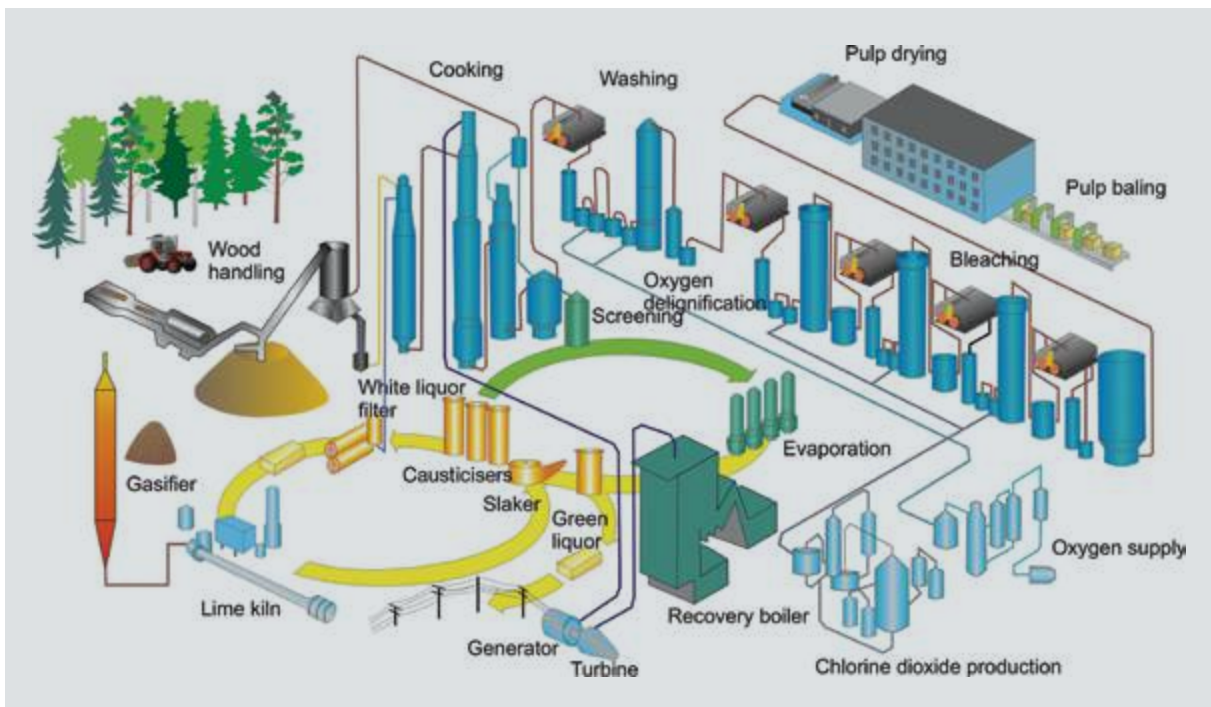 Pulp drying
Cooking
Washing
Pulp baling
Wood
handling
Bleaching
Oxygen
delignification
Screening
White liquor
filter
Evaporation
Causticisers
Gasifier
Slaker
Green
liquor
Oxygen supply
Lime kiln
Recovery boiler
Generator
Turbine
Chlorine dioxide production